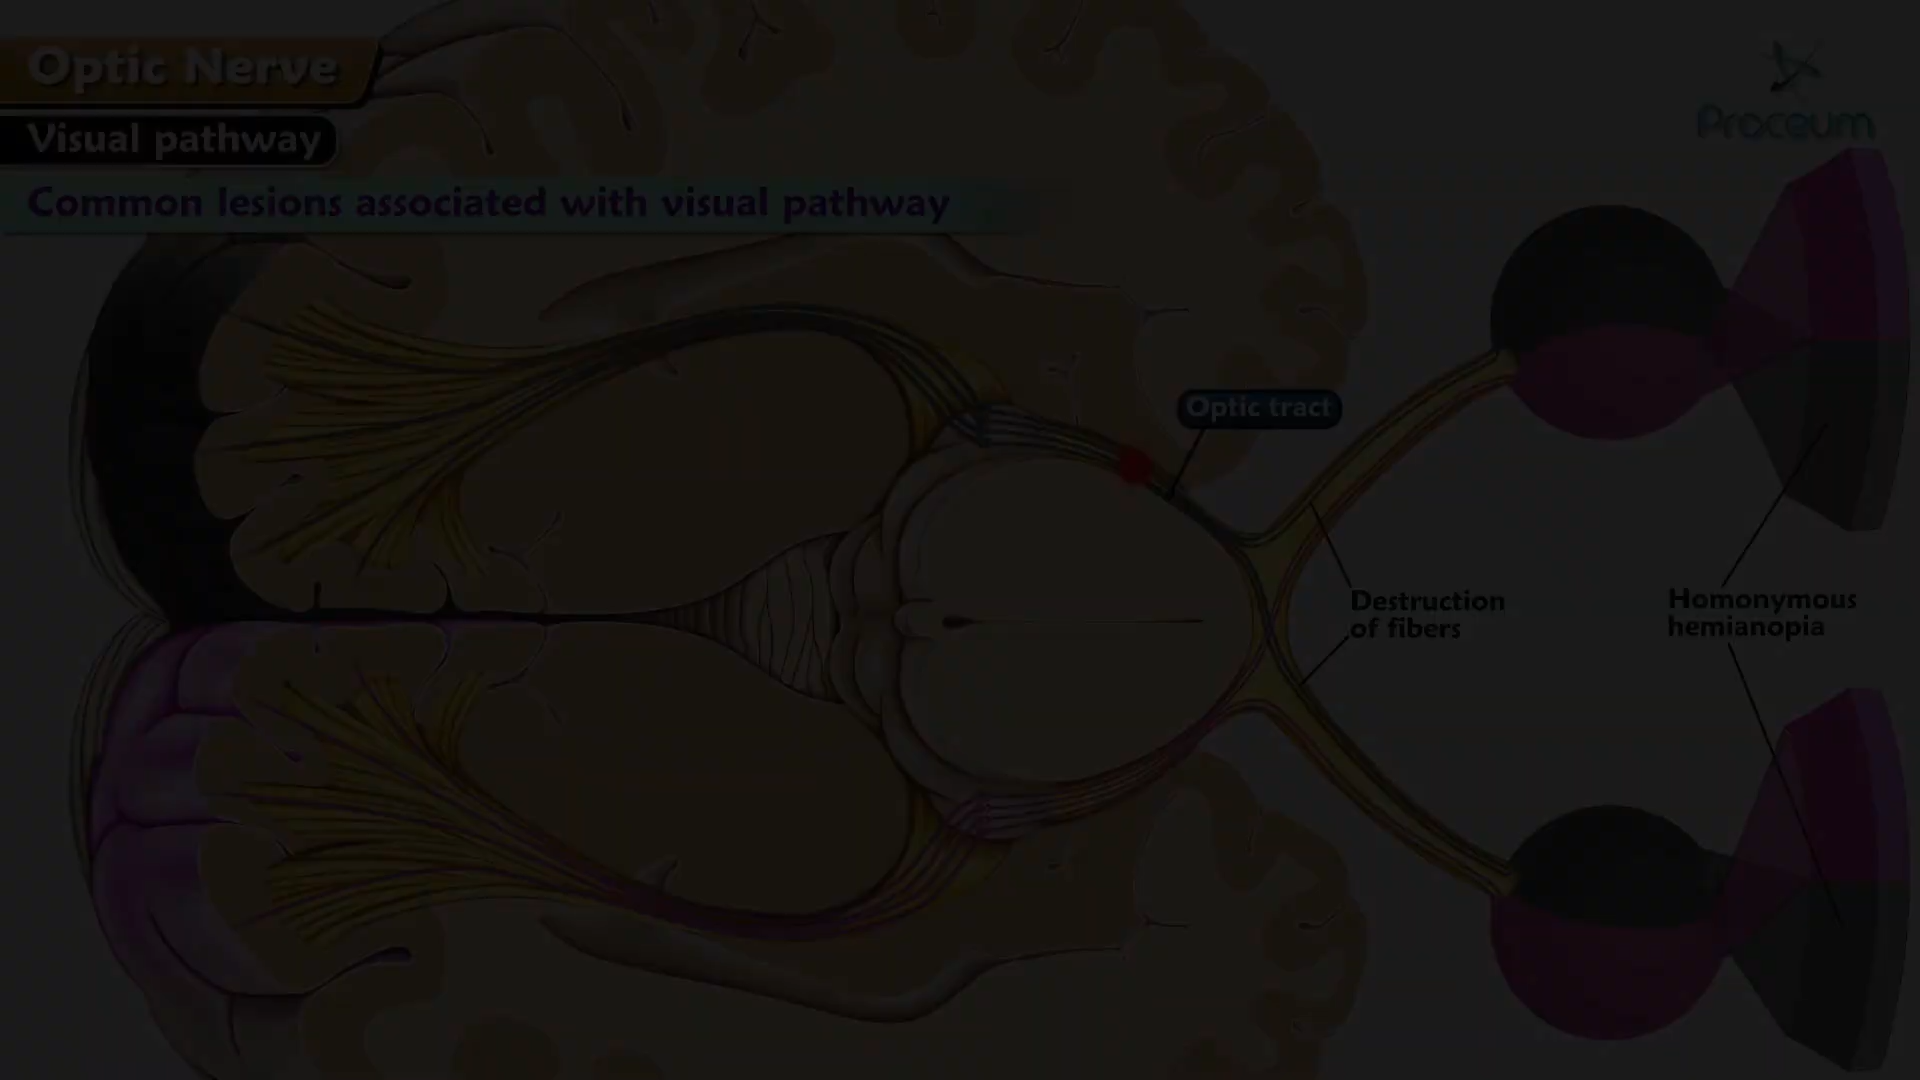 Optic Nerve
Visual pathway
Proceum
Common lesions associated with visual pathway
Optic tract
Destruction
of fibers
Homonymous
hemianopia